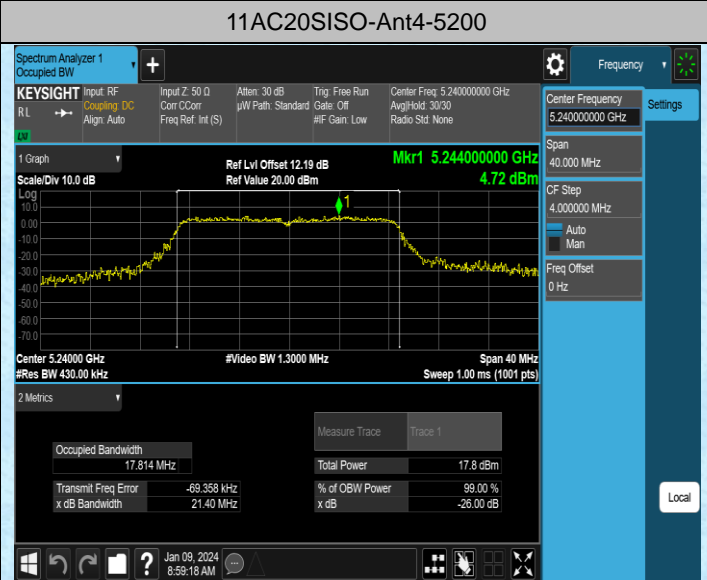 11AC20SISO-Ant4-5200
Spectrum Analyzer 1
Occupied BW
Frequency
KEYSIGHT Input: RF Input Z: 50 Ω Atten: 30 dB Trig: Free Run Center Freq: 5.240000000 GHz
RL Coupling: DC Corr CCorr µW Path: Standard Gate: Off Avg|Hold: 30/30
Align: Auto Freq Ref: Int (S) #IF Gain: Low Radio Std: None
Center Frequency
5.240000000 GHz
Settings
Span
40.000 MHz
CF Step
4.000000 MHz
Auto
Man
Freq Offset
0 Hz
1 Graph
Ref Lvl Offset 12.19 dB Mkr1 5.244000000 GHz
Scale/Div 10.0 dB Ref Value 20.00 dBm 4.72 dBm
Log
10.0
0.00
-10.0
-20.0
-30.0
-40.0
-50.0
-60.0
-70.0
1
Center 5.24000 GHz #Video BW 1.3000 MHz Span 40 MHz
#Res BW 430.00 kHz Sweep 1.00 ms (1001 pts)
2 Metrics
Measure Trace Trace 1
Occupied Bandwidth
17.814 MHz
Total Power 17.8 dBm
Transmit Freq Error -69.358 kHz % of OBW Power 99.00 %
x dB Bandwidth 21.40 MHz x dB -26.00 dB
Local
?
Jan 09, 2024
8:59:18 AM